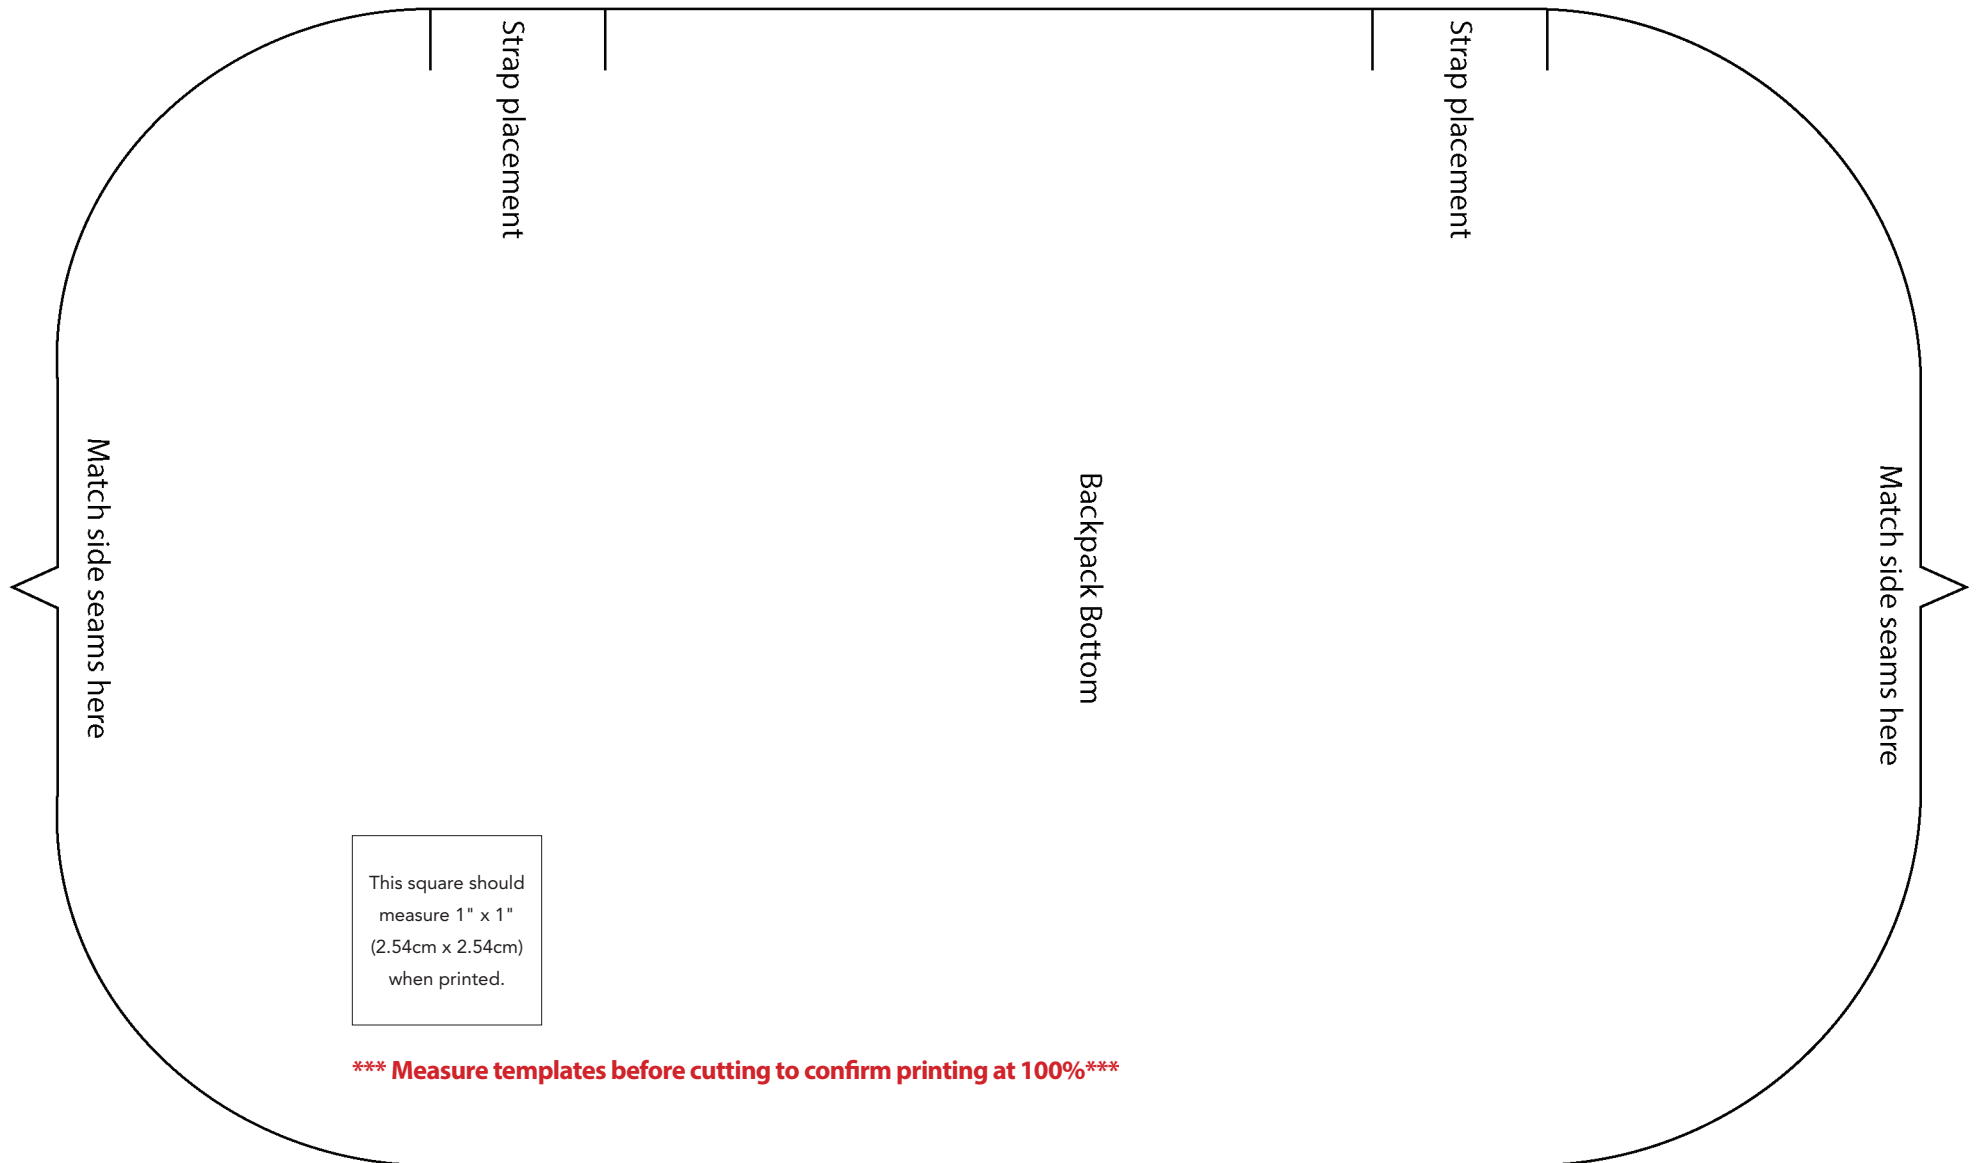 Strap placement
Strap placement
Match side seams here
Backpack Bottom
Match side seams here
This square should
measure 1" x 1"
(2.54cm x 2.54cm)
when printed.
*** Measure templates before cutting to confirm printing at 100%***